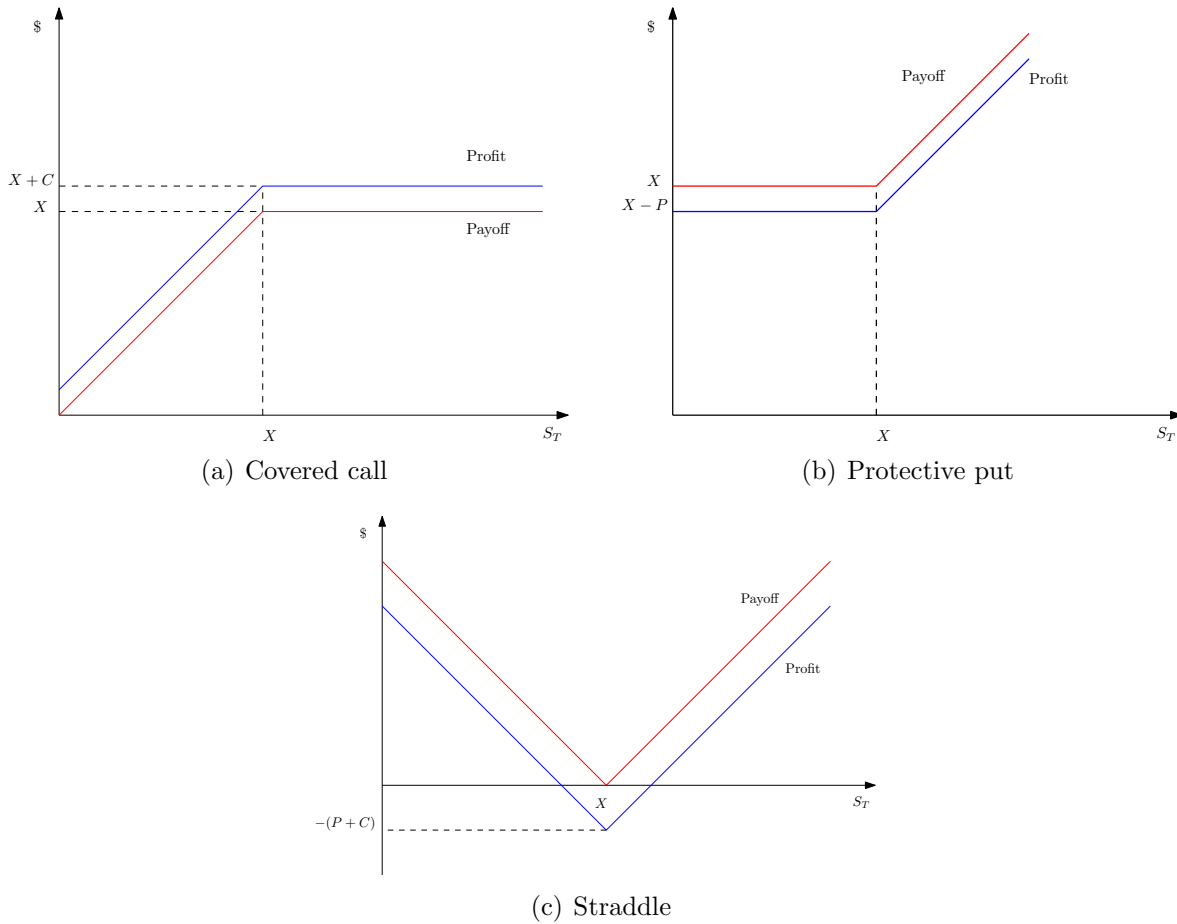 $
Profit
X + C
X
Payoff
X
S_T
(a) Covered call
$
Payoff
Profit
X
X − P
X
S_T
(b) Protective put
$
Payoff
Profit
X
S_T
−(P + C)
(c) Straddle